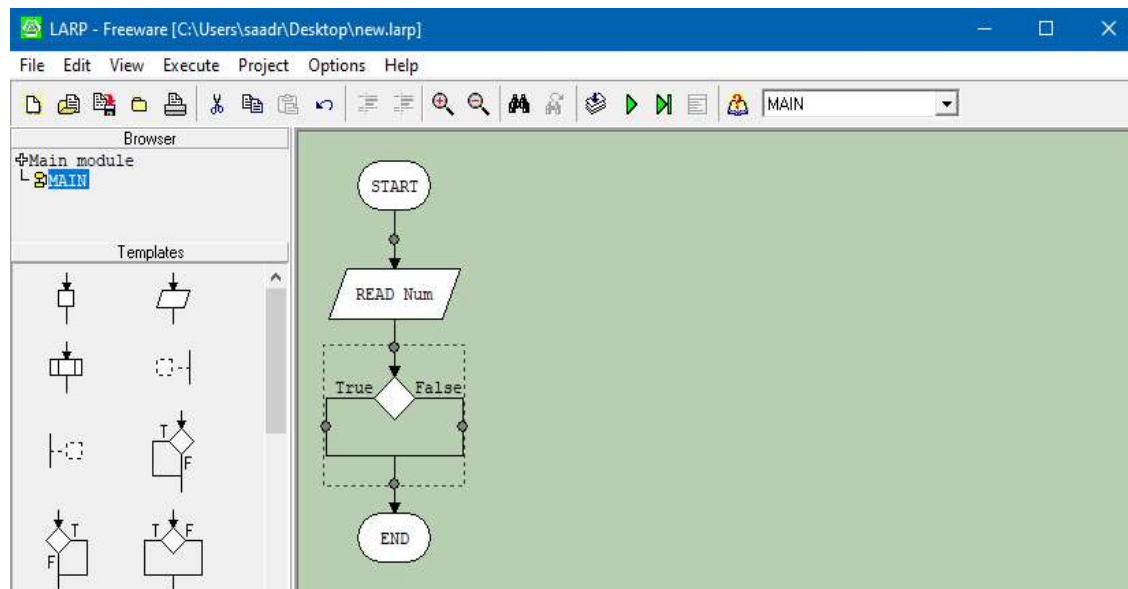 LARP - Freeware [C:\Users\saadr\Desktop\new.larp]
File Edit View Execute Project Options Help
MAIN
Browser
Main module
MAIN
Templates
T
F
T
F
T F
START
READ Num
True False
END